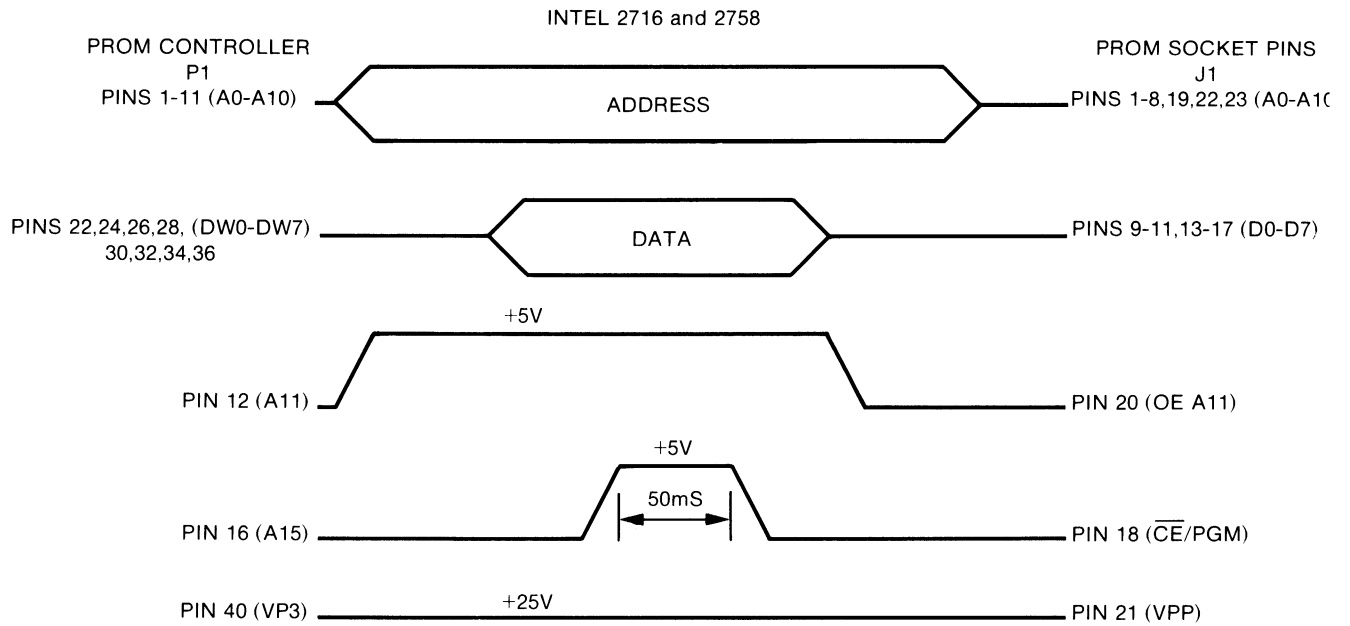 INTEL 2716 and 2758
PROM CONTROLLER
P1
PINS 1-11 (A0-A10)
ADDRESS
PROM SOCKET PINS
J1
PINS 1-8,19,22,23 (A0-A10
PINS 22,24,26,28, (DW0-DW7)
30,32,34,36
DATA
PINS 9-11,13-17 (D0-D7)
+5V
PIN 12 (A11)
PIN 20 (OE A11)
+5V
50mS
PIN 16 (A15)
PIN 18 (C̅E̅/PGM)
+25V
PIN 40 (VP3)
PIN 21 (VPP)